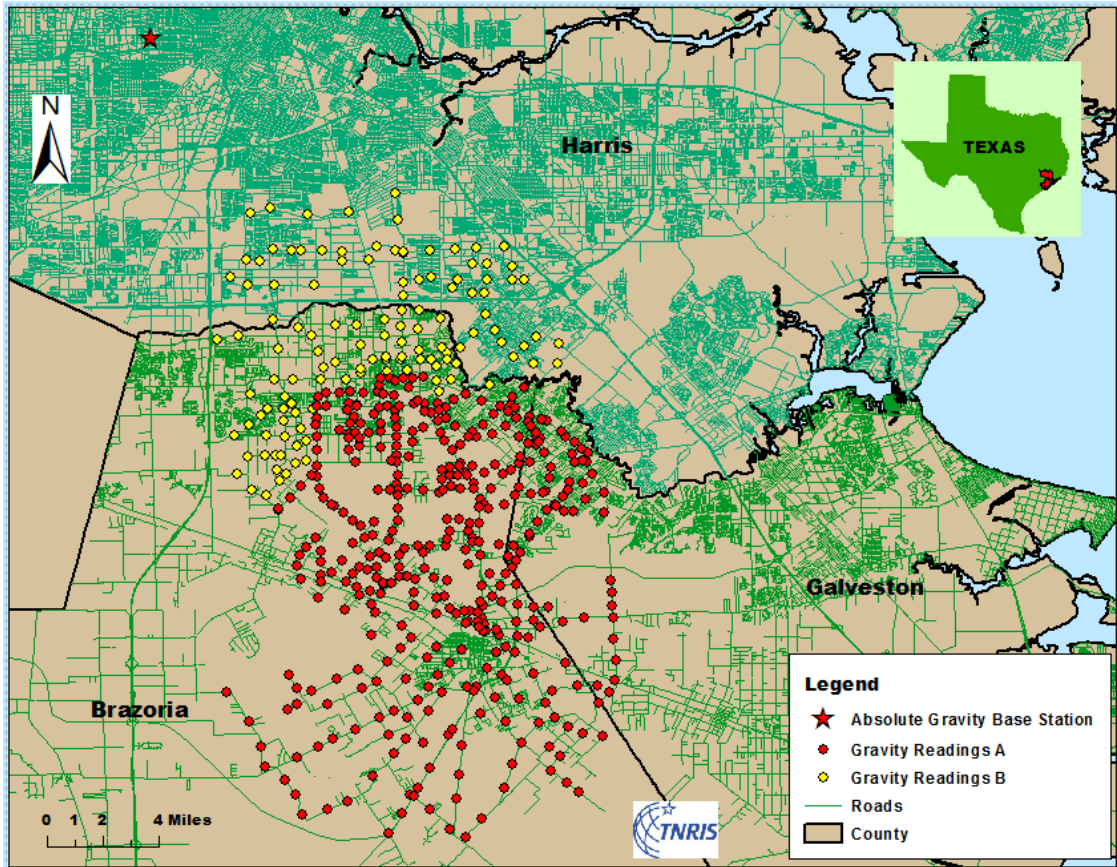 N
Harris
TEXAS
Galveston
Brazoria
Legend
Absolute Gravity Base Station
Gravity Readings A
Gravity Readings B
Roads
County
0 1 2 4 Miles
TNRIS